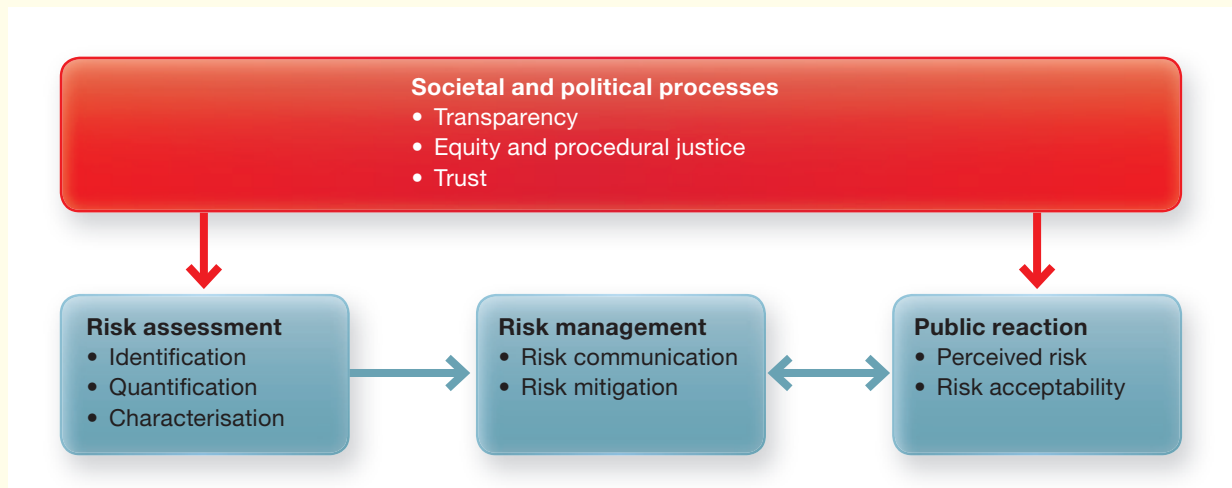 Societal and political processes
• Transparency
• Equity and procedural justice
• Trust
Risk assessment
• Identification
• Quantification
• Characterisation
Risk management
• Risk communication
• Risk mitigation
Public reaction
• Perceived risk
• Risk acceptability